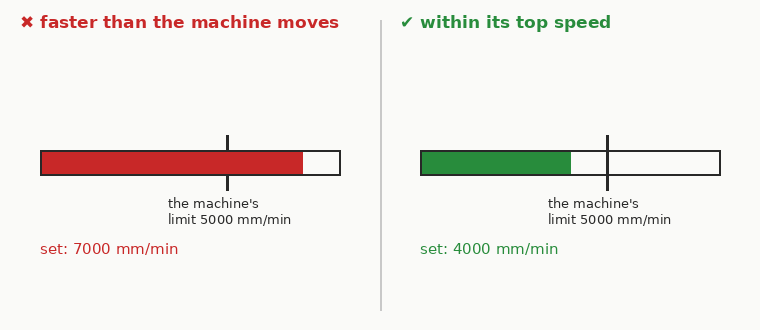 ✖ faster than the machine moves
the machine's
limit 5000 mm/min
set: 7000 mm/min
✔ within its top speed
the machine's
limit 5000 mm/min
set: 4000 mm/min